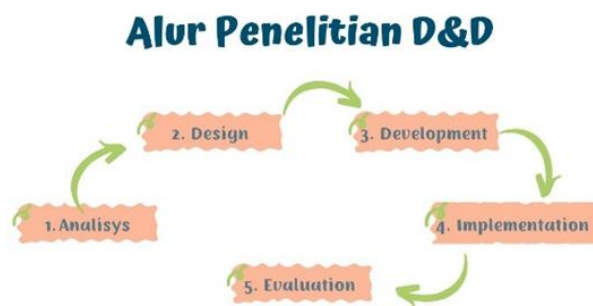 Alur Penelitian D&D
1. Analisys
2. Design
3. Development
4. Implementation
5. Evaluation